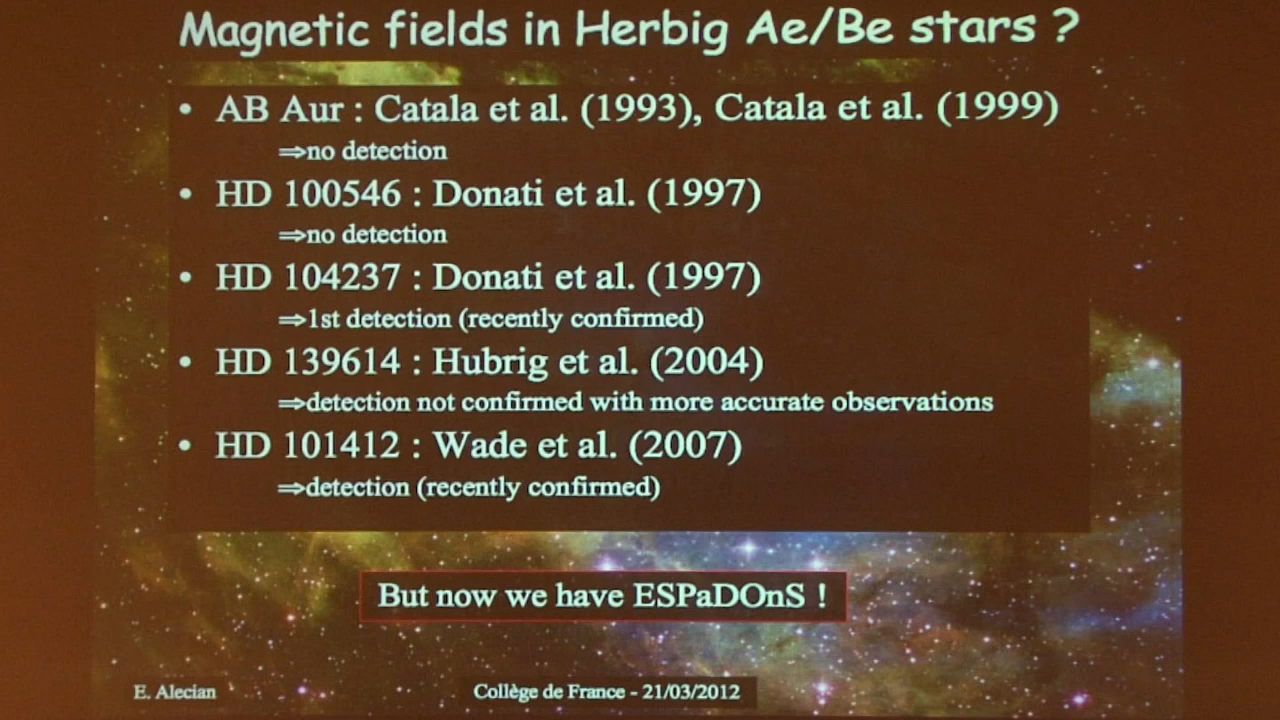 Magnetic fields in Herbig Ae/Be stars ?
• AB Aur : Catala et al. (1993), Catala et al. (1999)
⇒no detection
• HD 100546 : Donati et al. (1997)
⇒no detection
• HD 104237 : Donati et al. (1997)
⇒1st detection (recently confirmed)
• HD 139614 : Hubrig et al. (2004)
⇒detection not confirmed with more accurate observations
• HD 101412 : Wade et al. (2007)
⇒detection (recently confirmed)
But now we have ESPaDOnS !
E. Alecian
Collège de France - 21/03/2012